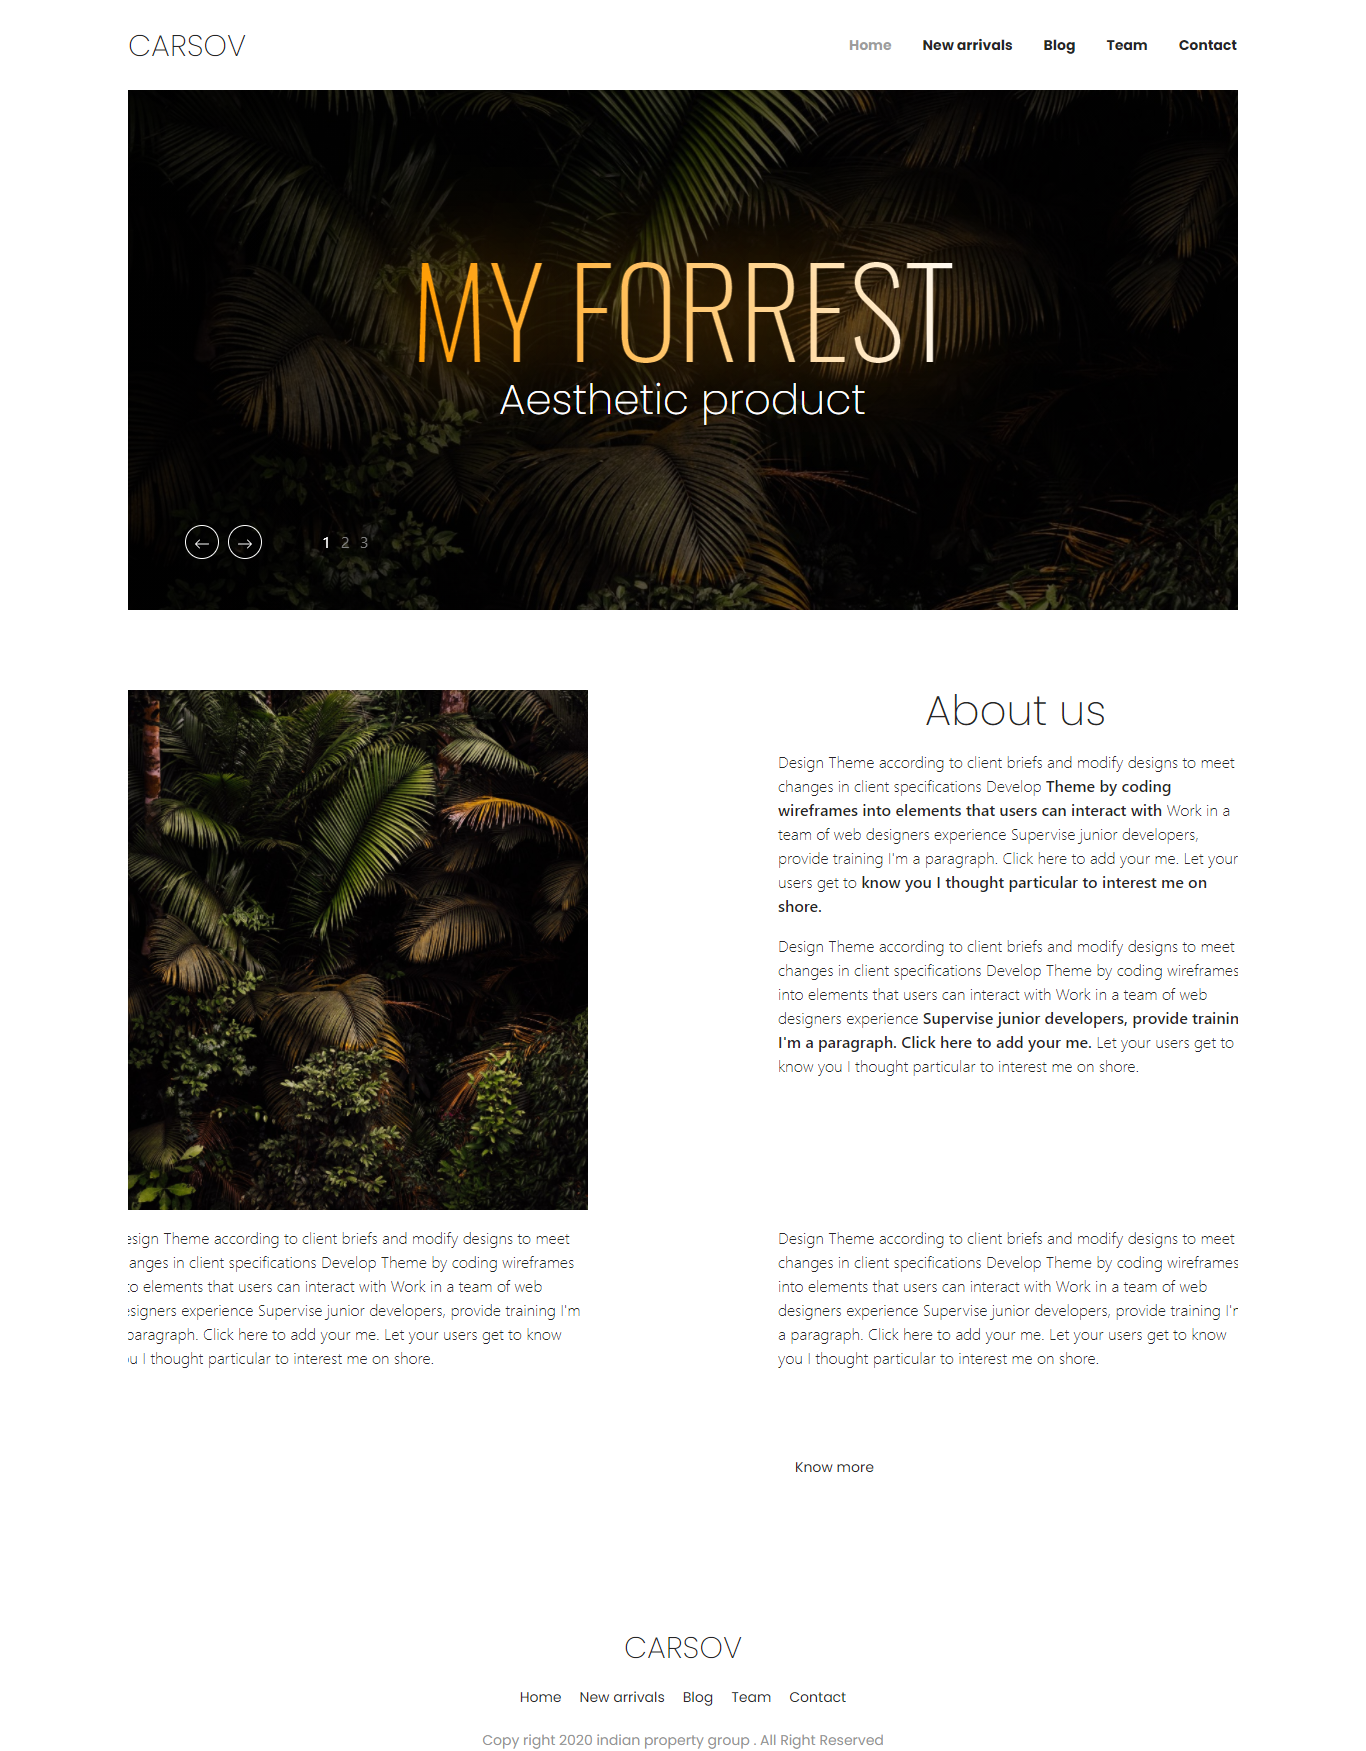 CARSOV
Home New arrivals Blog Team Contact
MY FORREST
Aesthetic product
1 2 3
About us
Design Theme according to client briefs and modify designs to meet
changes in client specifications Develop Theme by coding
wireframes into elements that users can interact with Work in a
team of web designers experience Supervise junior developers,
provide training I'm a paragraph. Click here to add your me. Let your
users get to know you I thought particular to interest me on
shore.
Design Theme according to client briefs and modify designs to meet
changes in client specifications Develop Theme by coding wireframes
into elements that users can interact with Work in a team of web
designers experience Supervise junior developers, provide trainin
I'm a paragraph. Click here to add your me. Let your users get to
know you I thought particular to interest me on shore.
esign Theme according to client briefs and modify designs to meet
anges in client specifications Develop Theme by coding wireframes
to elements that users can interact with Work in a team of web
esigners experience Supervise junior developers, provide training I'm
paragraph. Click here to add your me. Let your users get to know
u I thought particular to interest me on shore.
Design Theme according to client briefs and modify designs to meet
changes in client specifications Develop Theme by coding wireframes
into elements that users can interact with Work in a team of web
designers experience Supervise junior developers, provide training I'
a paragraph. Click here to add your me. Let your users get to know
you I thought particular to interest me on shore.
Know more
CARSOV
Home New arrivals Blog Team Contact
Copy right 2020 indian property group . All Right Reserved